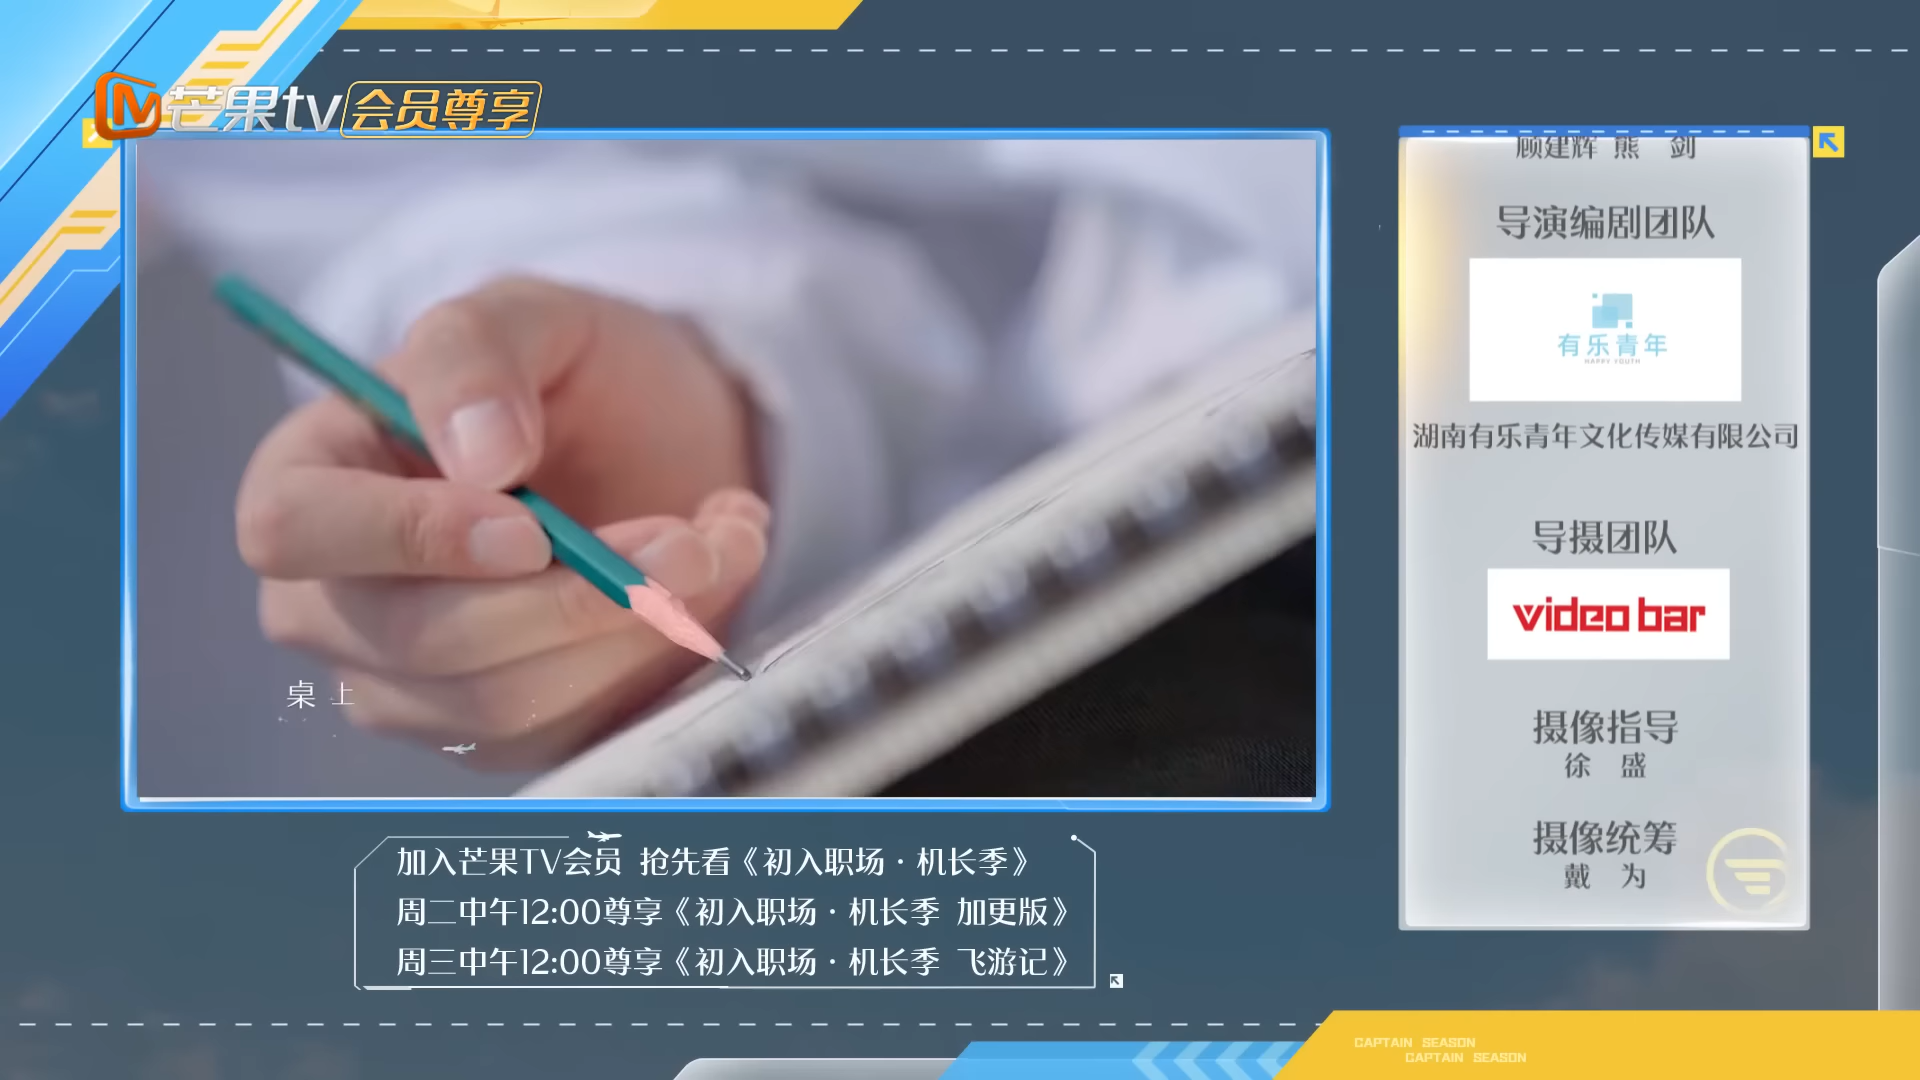 芒果tv 会员尊享
桌上
加入芒果TV会员 抢先看《初入职场·机长季》
周二中午12:00尊享《初入职场·机长季 加更版》
周三中午12:00尊享《初入职场·机长季 飞游记》
顾建辉 熊 剑
导演编剧团队
有乐青年
HAPPY YOUTH
湖南有乐青年文化传媒有限公司
导摄团队
video bar
摄像指导
徐 盛
摄像统筹
戴 为
CAPTAIN SEASON
CAPTAIN SEASON